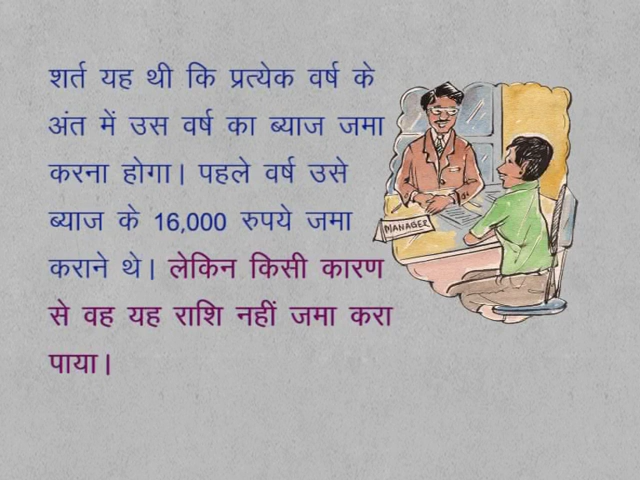 शर्त यह थी कि प्रत्येक वर्ष के
अंत में उस वर्ष का ब्याज जमा
करना होगा। पहले वर्ष उसे
ब्याज के 16,000 रुपये जमा
कराने थे। लेकिन किसी कारण
से वह यह राशि नहीं जमा करा
पाया।
MANAGER